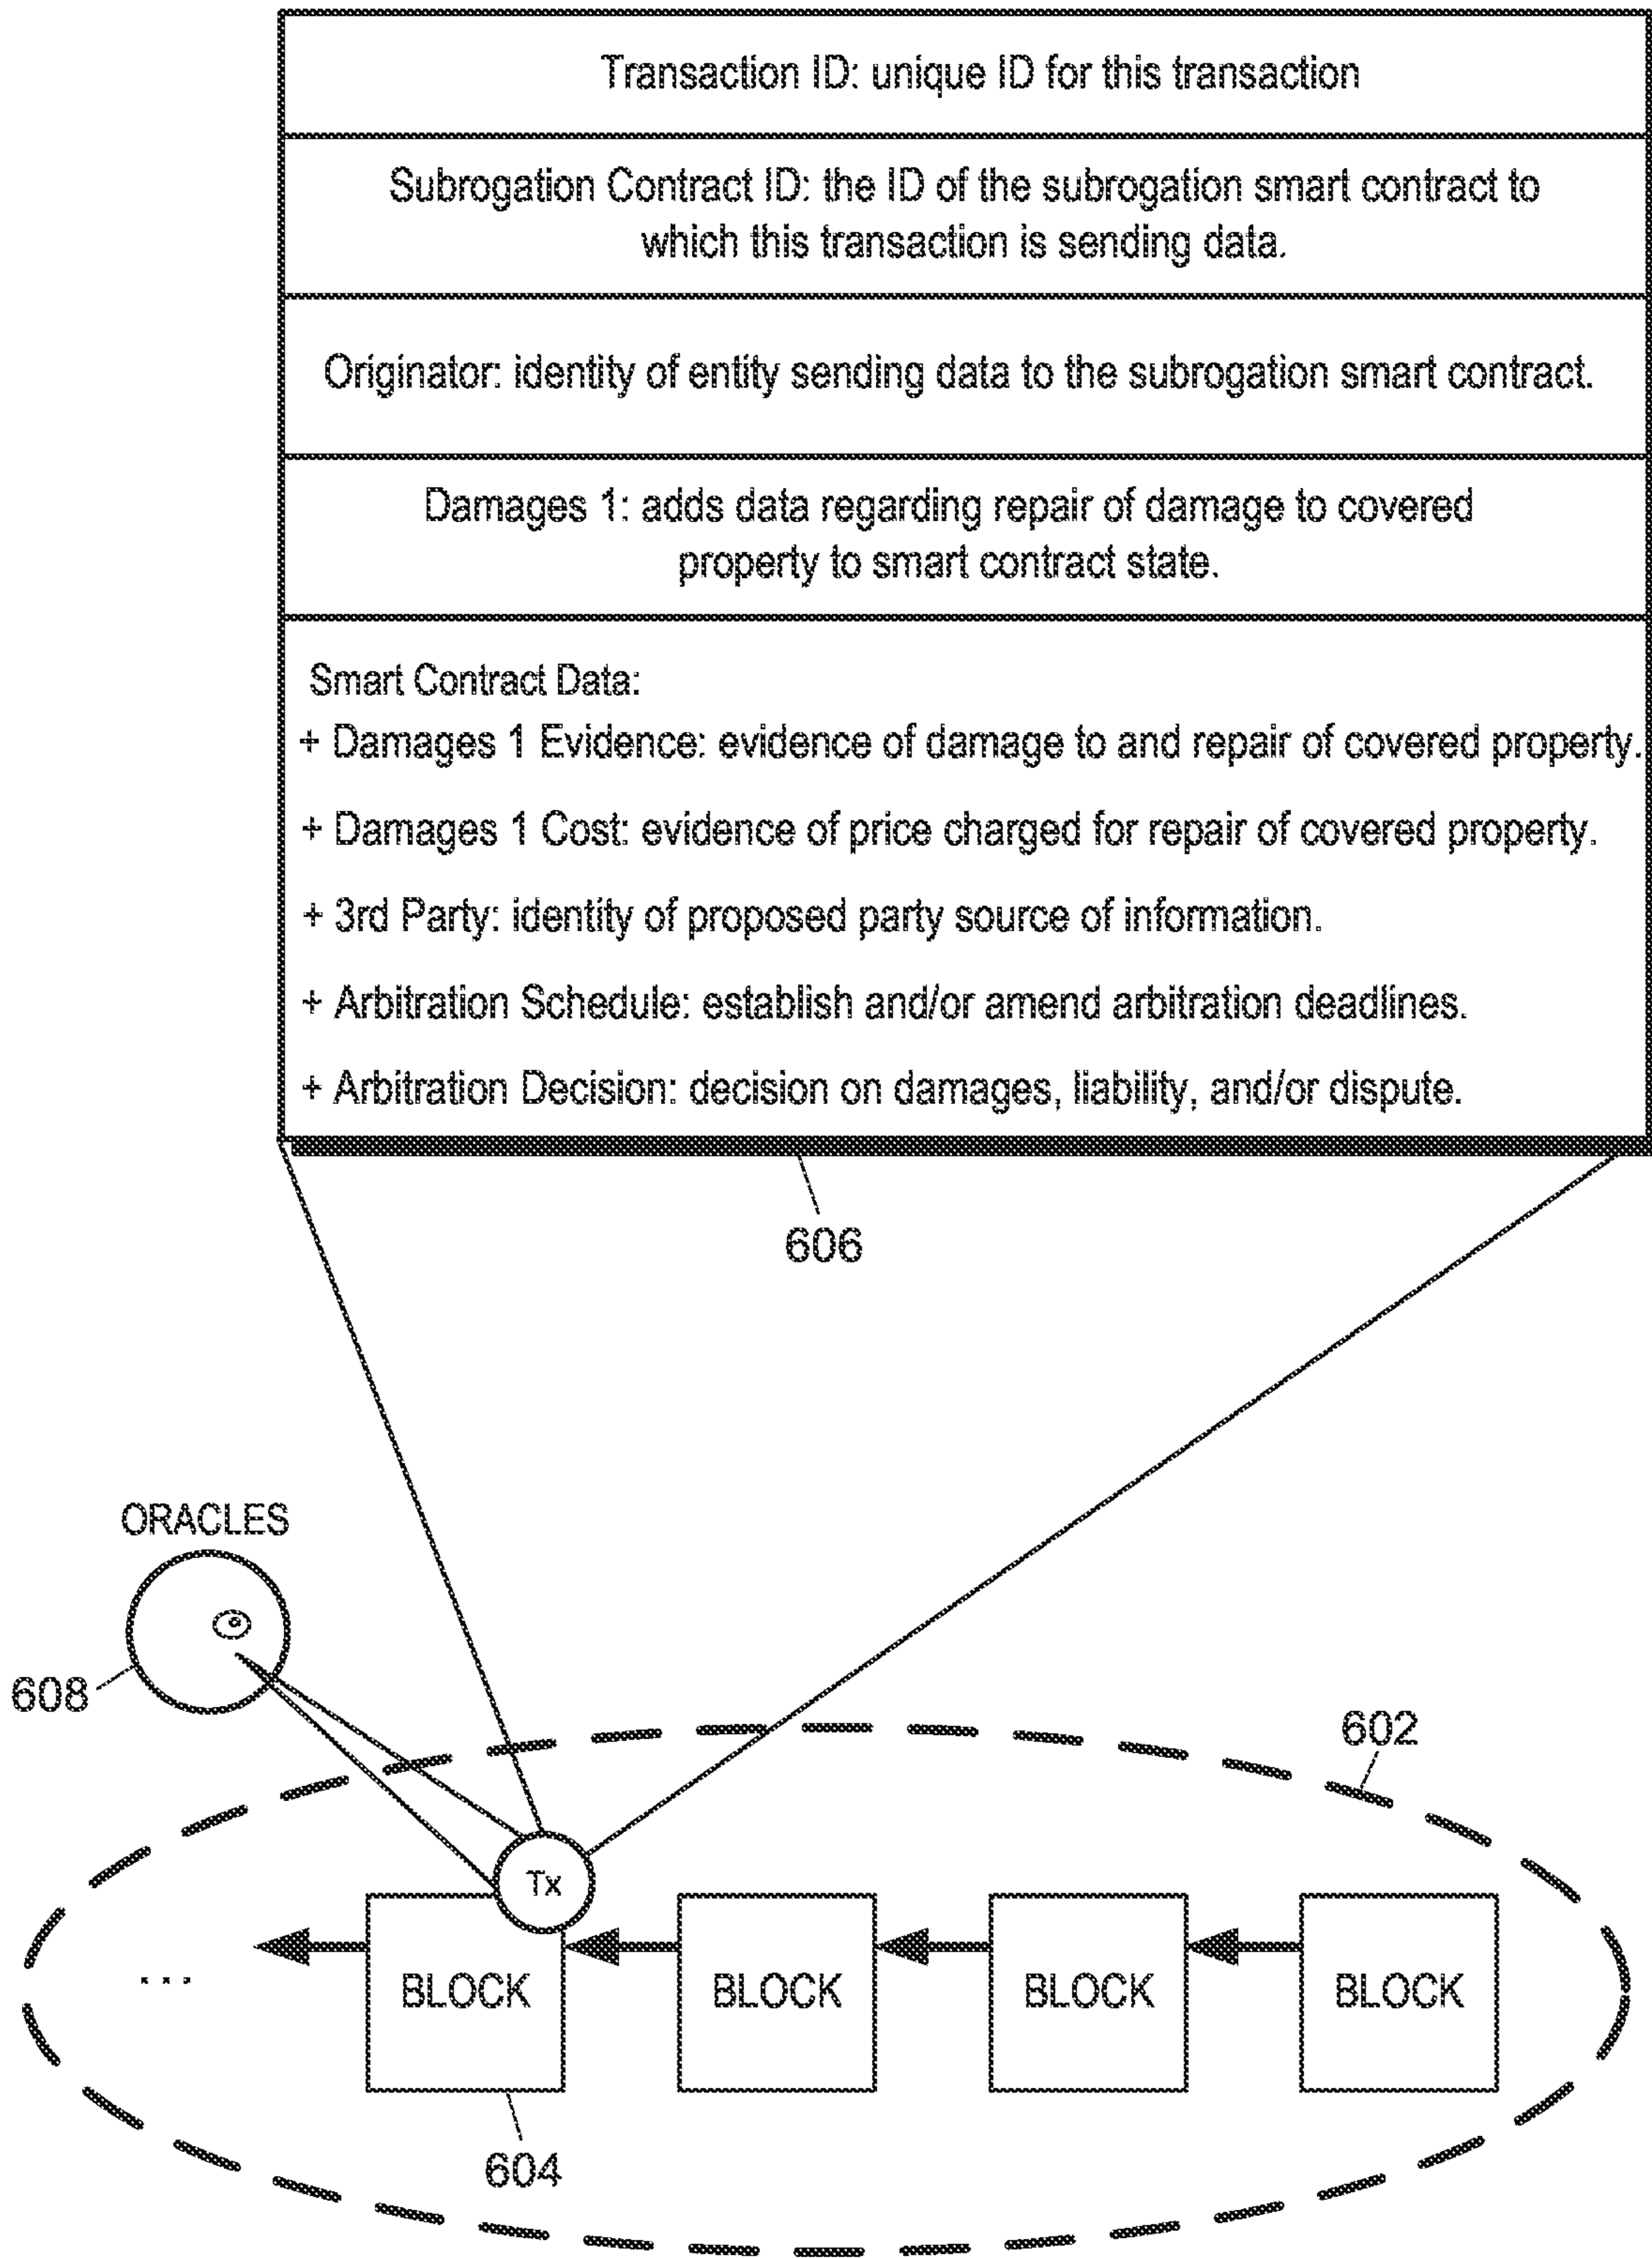 Transaction ID: unique ID for this transaction
Subrogation Contract ID: the ID of the subrogation smart contract to
which this transaction is sending data.
Originator: identity of entity sending data to the subrogation smart contract.
Damages 1: adds data regarding repair of damage to covered
property to smart contract state.
Smart Contract Data:
+ Damages 1 Evidence: evidence of damage to and repair of covered property.
+ Damages 1 Cost: evidence of price charged for repair of covered property.
+ 3rd Party: identity of proposed party source of information.
+ Arbitration Schedule: establish and/or amend arbitration deadlines.
+ Arbitration Decision: decision on damages, liability, and/or dispute.
606
ORACLES
608
602
Tx
...
BLOCK
BLOCK
BLOCK
BLOCK
604